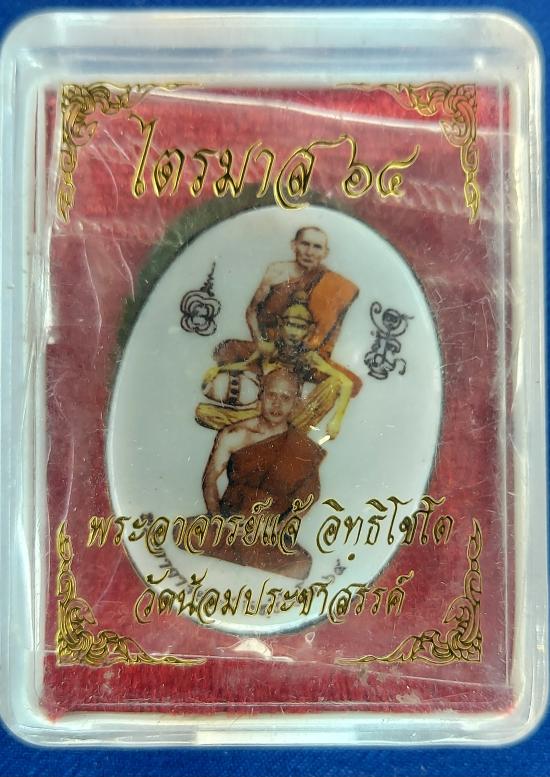 ไตรมาส ๖๔
พระอาจารย์แจ้ อิทฺธิโชโต
วัดน้อมประชาสรรค์